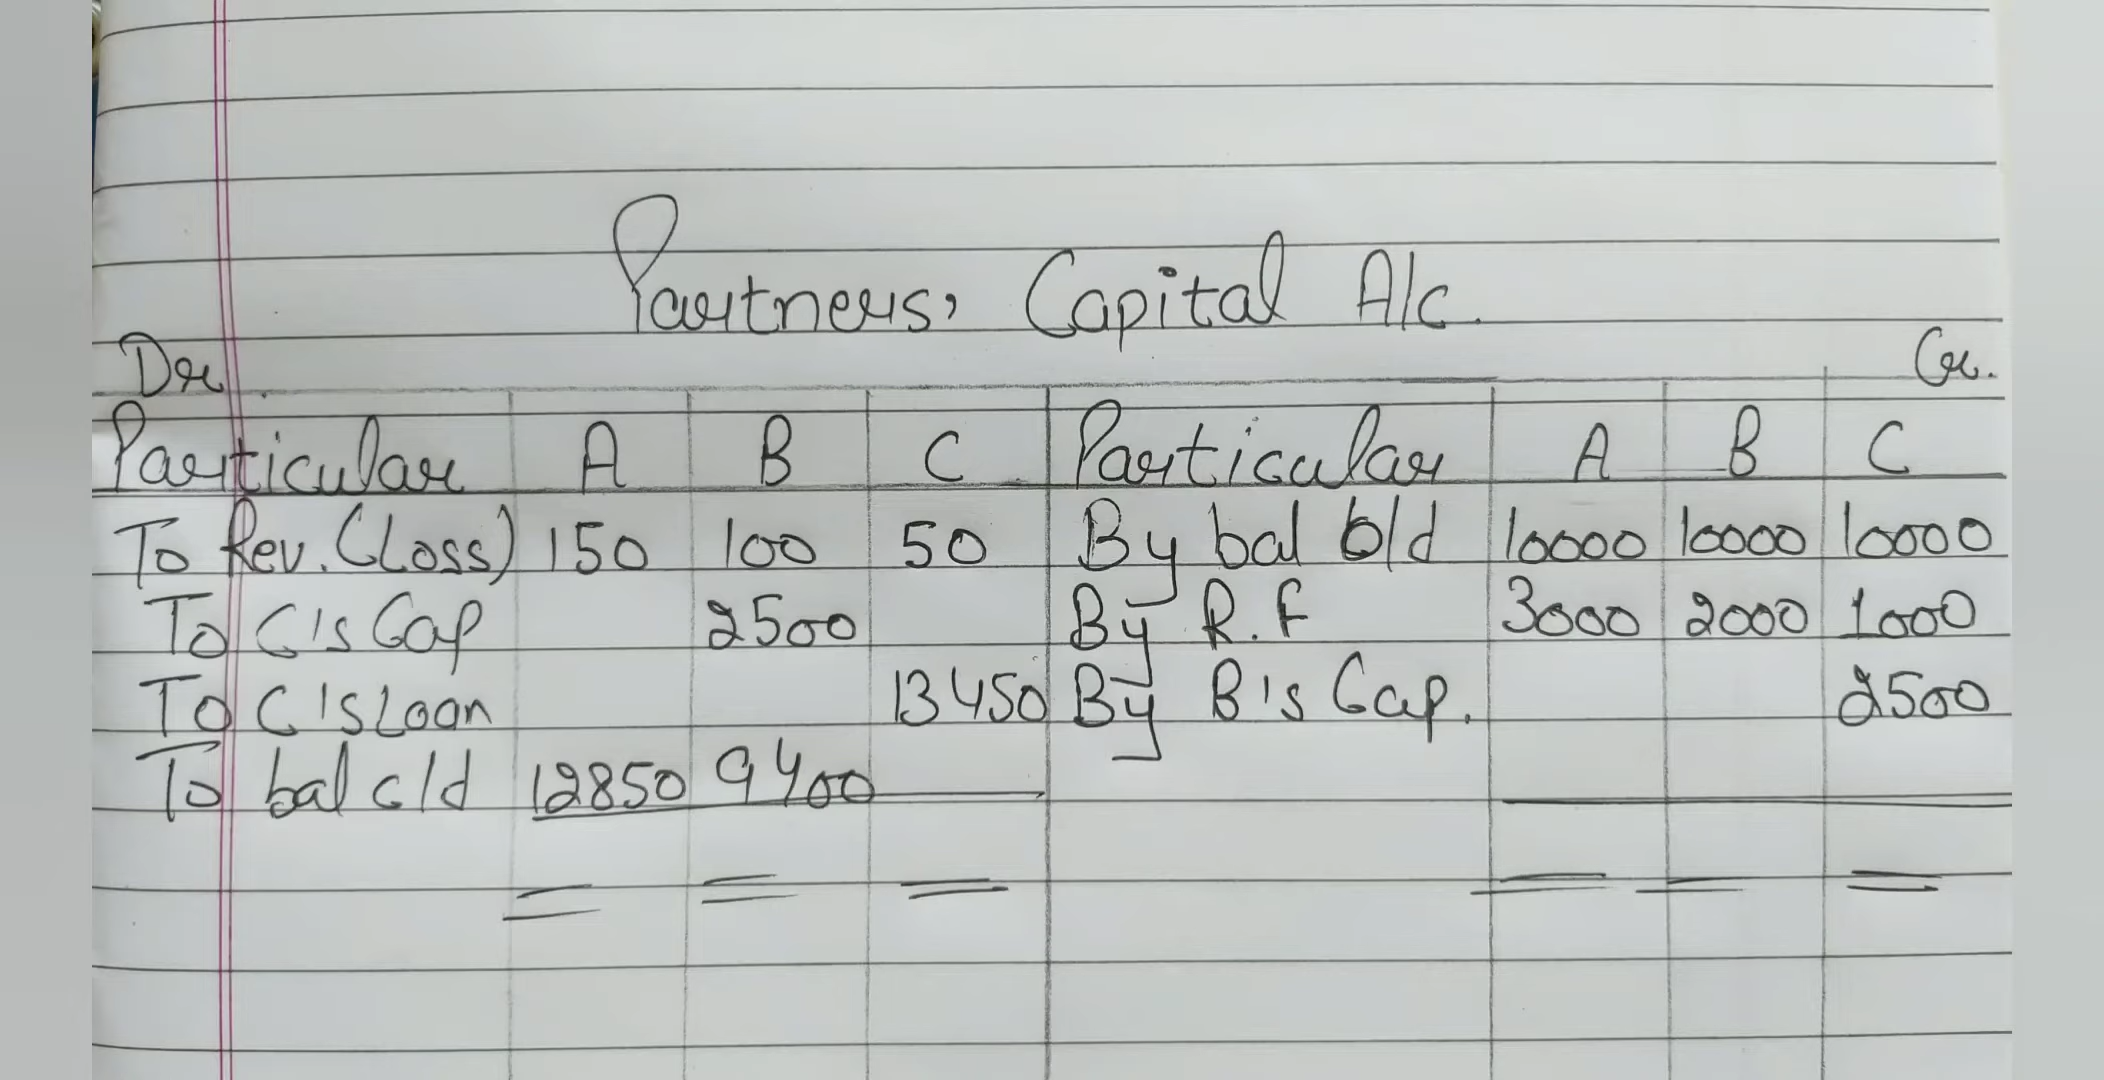 Partners, Capital A/c.
Dr. Cr.
Particular A B C Particular A B C
To Rev. (Loss) 150 100 50 By bal b/d 10000 10000 10000
To C's Cap 2500 By R.F 3000 2000 1000
To C's Loan 13450 By B's Cap. 2500
To bal c/d 12850 9400